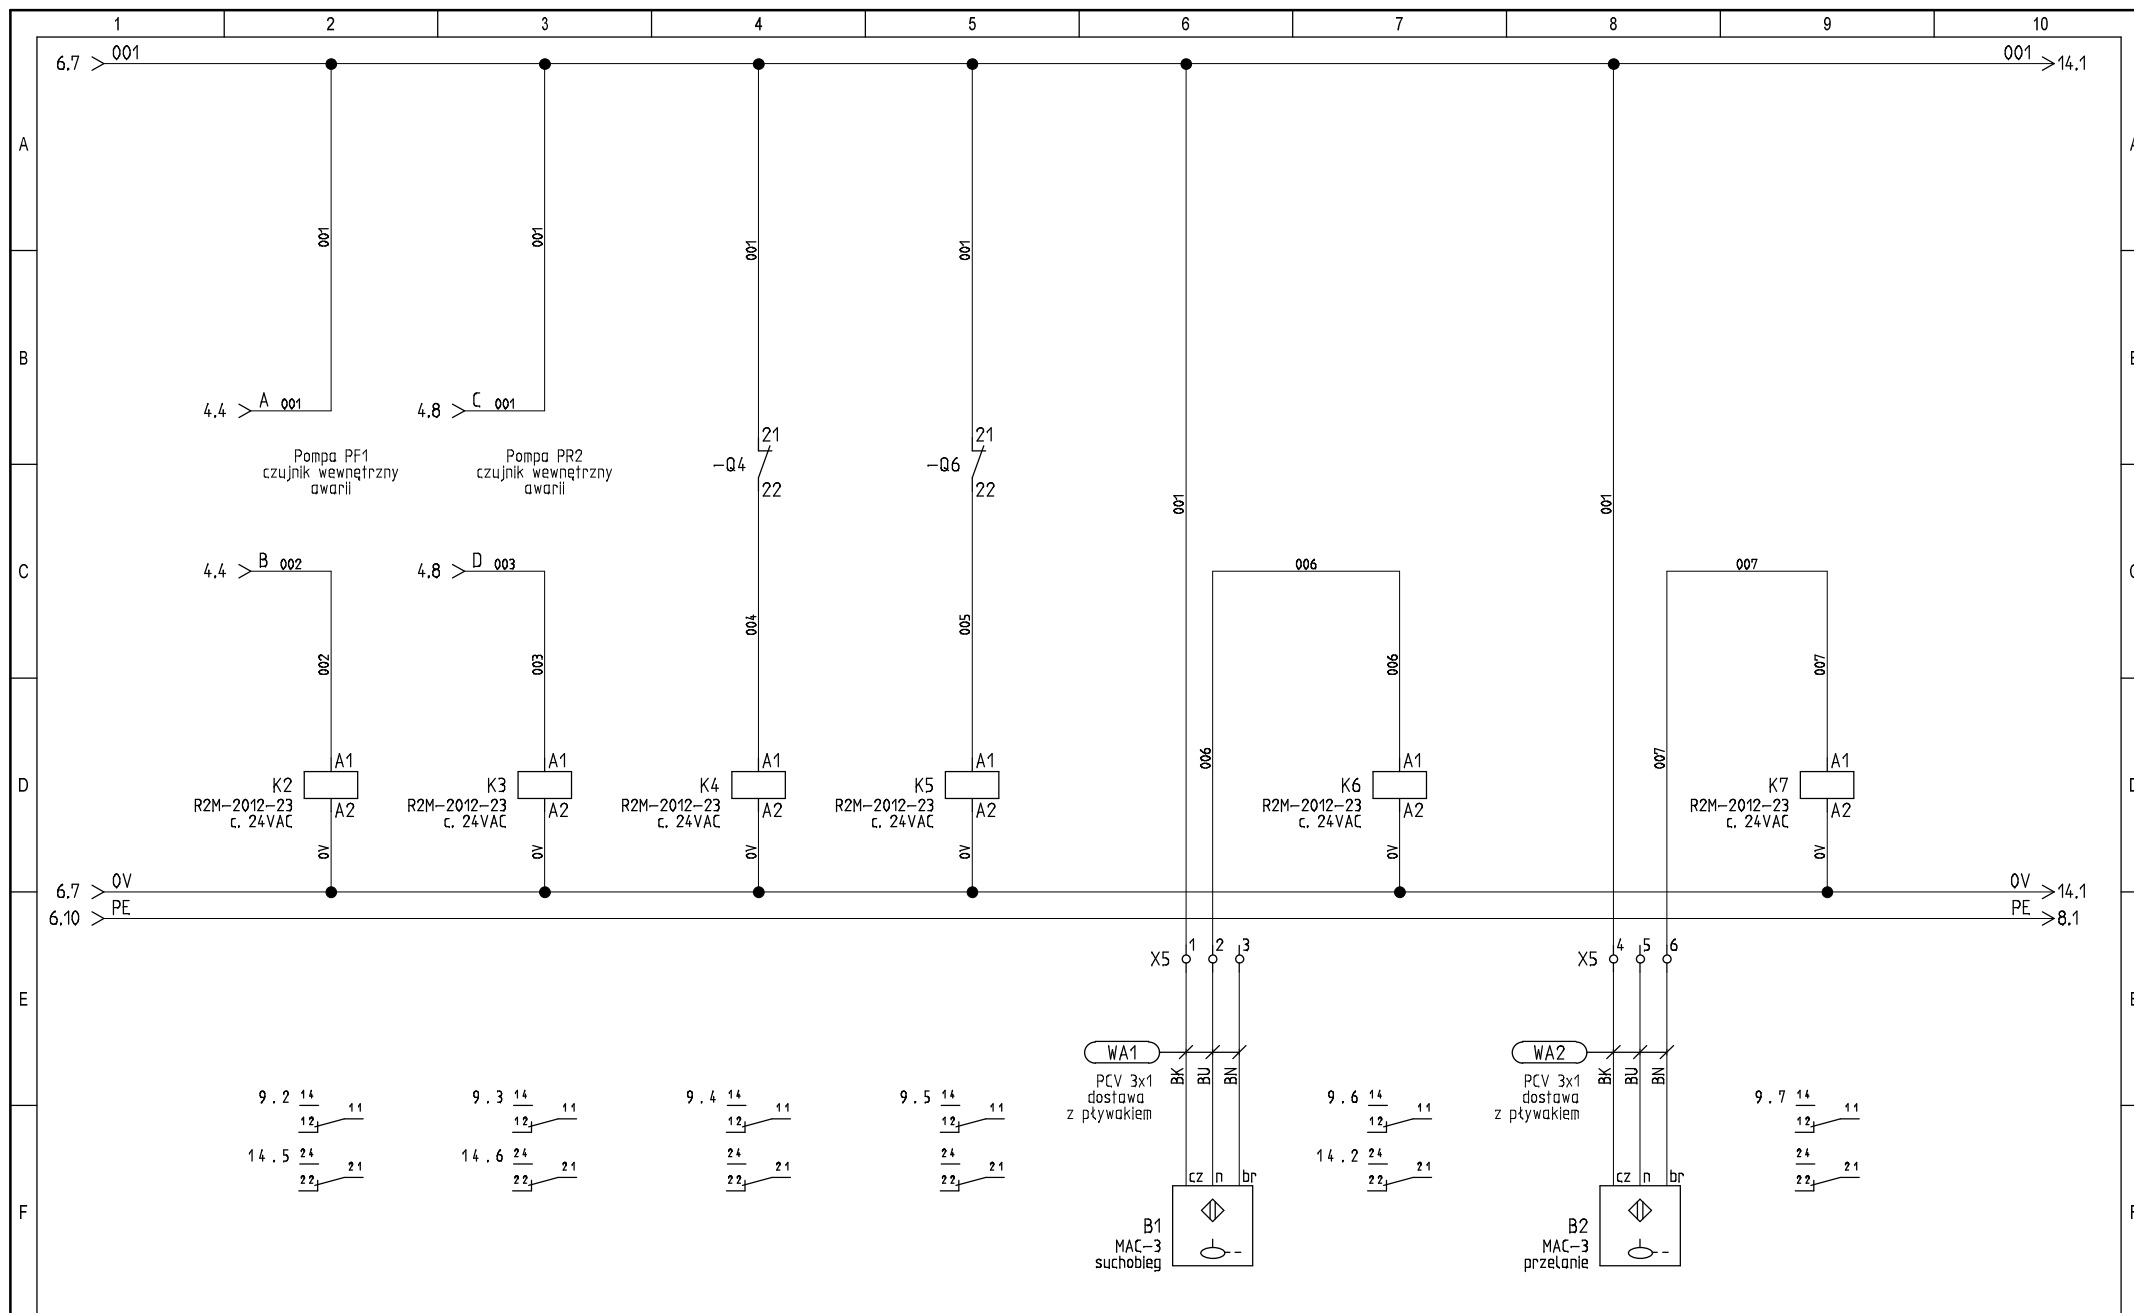 1 2 3 4 5 6 7 8 9 10
6.7 001 001 14.1
A A
001 001 001 001
B
4.4 A 001 4.8 C 001
21 21
Pompa PF1
czujnik wewnętrzny
awarii
Pompa PR2
czujnik wewnętrzny
awarii
-Q4 -Q6
22 22
001 001
C
4.4 B 002 4.8 D 003 006 007
002 003 004 005 006 007
006 007
D
A1 A1 A1 A1 A1 A1
K2 K3 K4 K5 K6 K7
R2M-2012-23 R2M-2012-23 R2M-2012-23 R2M-2012-23 R2M-2012-23 R2M-2012-23
A2 A2 A2 A2 A2 A2
c. 24VAC c. 24VAC c. 24VAC c. 24VAC c. 24VAC c. 24VAC
0V 0V 0V 0V 0V 0V
6.7 0V 0V 14.1
6.10 PE PE 8.1
X5 1 2 3 X5 4 5 6
E
WA1 WA2
BK BU BN BK BU BN
PCV 3x1
dostawa
z pływakiem
PCV 3x1
dostawa
z pływakiem
9.2 14 9.3 14 9.4 14 9.5 14 9.6 14 9.7 14
12 11 12 11 12 11 12 11 12 11 12 11
14.5 24 14.6 24 24 24 14.2 24 24
22 21 22 21 22 21 22 21 22 21 22 21
cz n br cz n br
F
B1
MAC-3
suchobieg
B2
MAC-3
przelanie